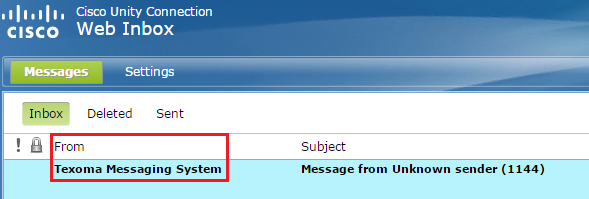 Cisco Unity Connection
CISCO Web Inbox
Messages Settings
Inbox Deleted Sent
! From Subject
Texoma Messaging System Message from Unknown sender (1144)